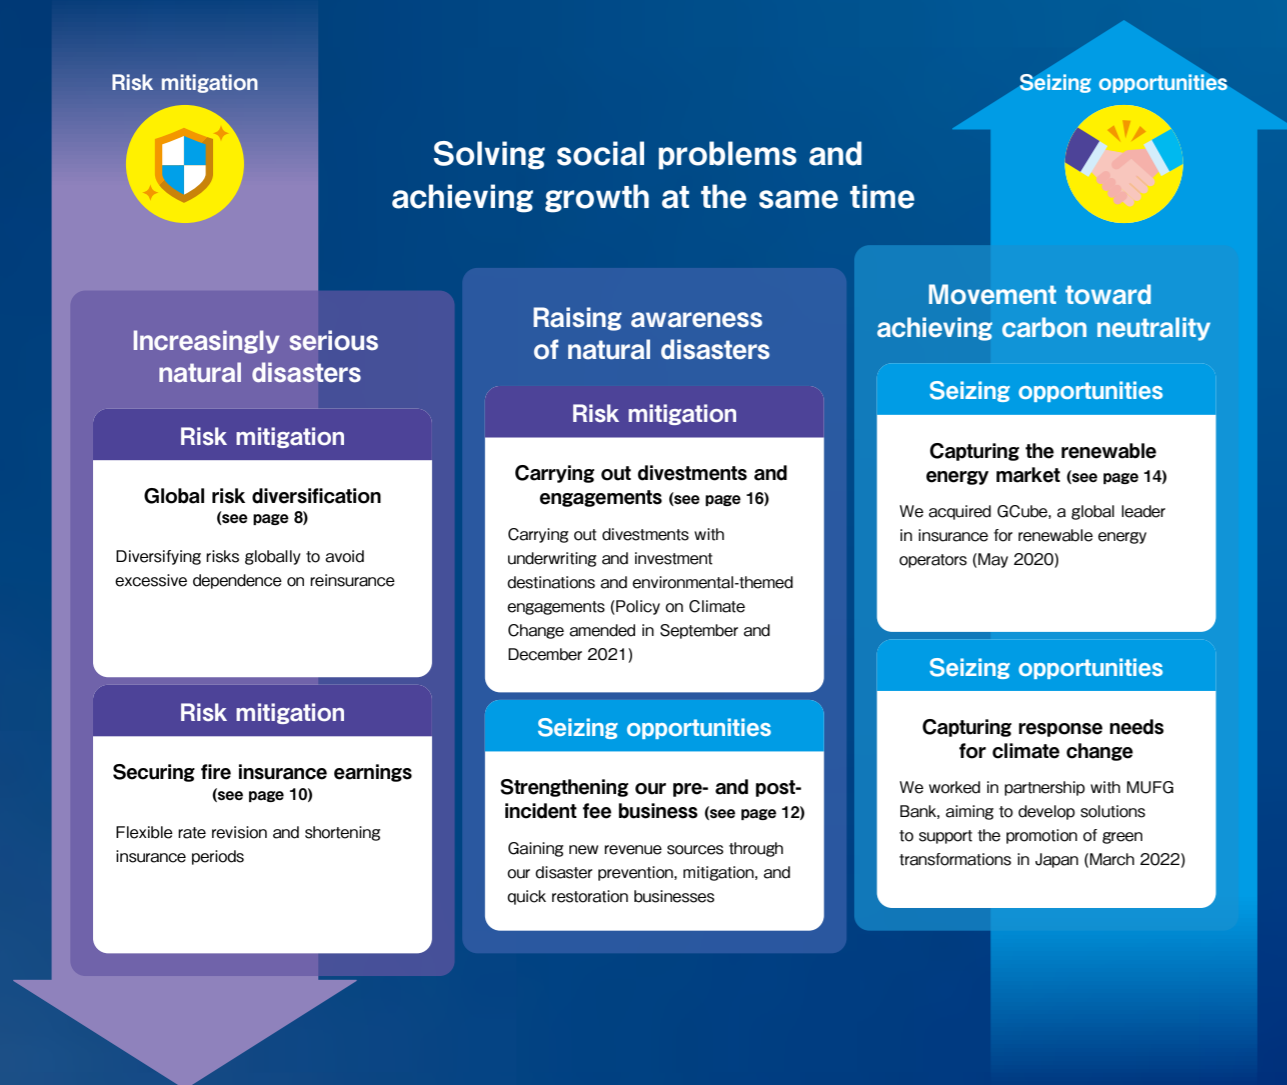 Risk mitigation
Seizing opportunities
Solving social problems and
achieving growth at the same time
Increasingly serious
natural disasters
Risk mitigation
Global risk diversification
(see page 8)
Diversifying risks globally to avoid
excessive dependence on reinsurance
Risk mitigation
Securing fire insurance earnings
(see page 10)
Flexible rate revision and shortening
insurance periods
Raising awareness
of natural disasters
Risk mitigation
Carrying out divestments and
engagements (see page 16)
Carrying out divestments with
underwriting and investment
destinations and environmental-themed
engagements (Policy on Climate
Change amended in September and
December 2021)
Seizing opportunities
Strengthening our pre- and post-
incident fee business (see page 12)
Gaining new revenue sources through
our disaster prevention, mitigation, and
quick restoration businesses
Movement toward
achieving carbon neutrality
Seizing opportunities
Capturing the renewable
energy market (see page 14)
We acquired GCube, a global leader
in insurance for renewable energy
operators (May 2020)
Seizing opportunities
Capturing response needs
for climate change
We worked in partnership with MUFG
Bank, aiming to develop solutions
to support the promotion of green
transformations in Japan (March 2022)